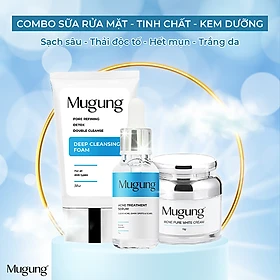 Mugung
COMBO SỮA RỬA MẶT - TINH CHẤT - KEM DƯỠNG
Sạch sâu - Thải độc tố - Hết mụn - Trắng da
Mugung
PORE REFINING
DETOX
DOUBLE CLEANSE
DEEP CLEANSING
FOAM
Mugung
ACNE TREATMENT
SERUM
Mugung
ACNE PURE WHITE CREAM
Mugung